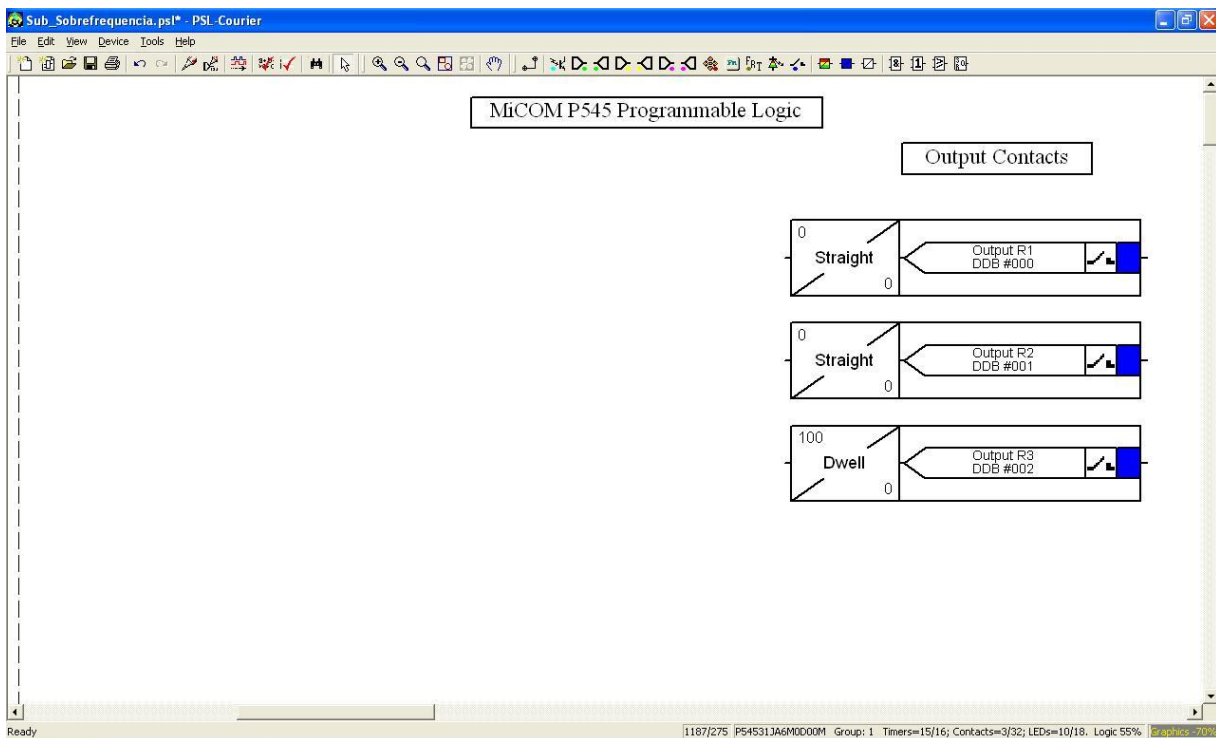 Sub_Sobrefrequencia.psl* - PSL-Courier
File Edit View Device Tools Help
MiCOM P545 Programmable Logic
Output Contacts
0
Straight
0
Output R1
DDB #000
0
Straight
0
Output R2
DDB #001
100
Dwell
0
Output R3
DDB #002
Ready
1187/275 P54531JA6M0D00M Group: 1 Timers=15/16; Contacts=3/32; LEDs=10/18. Logic 55% Graphics -70%